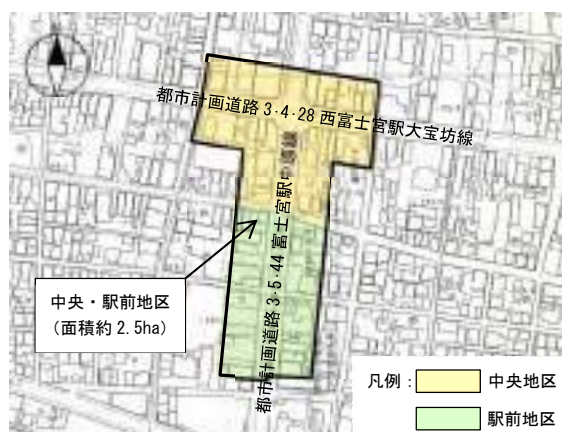 都市計画道路 3・4・28 西富士宮駅大宝坊線
都市計画道路 3・5・44 富士宮駅
中央・駅前地区
(面積約 2.5ha)
凡例:
中央地区
駅前地区